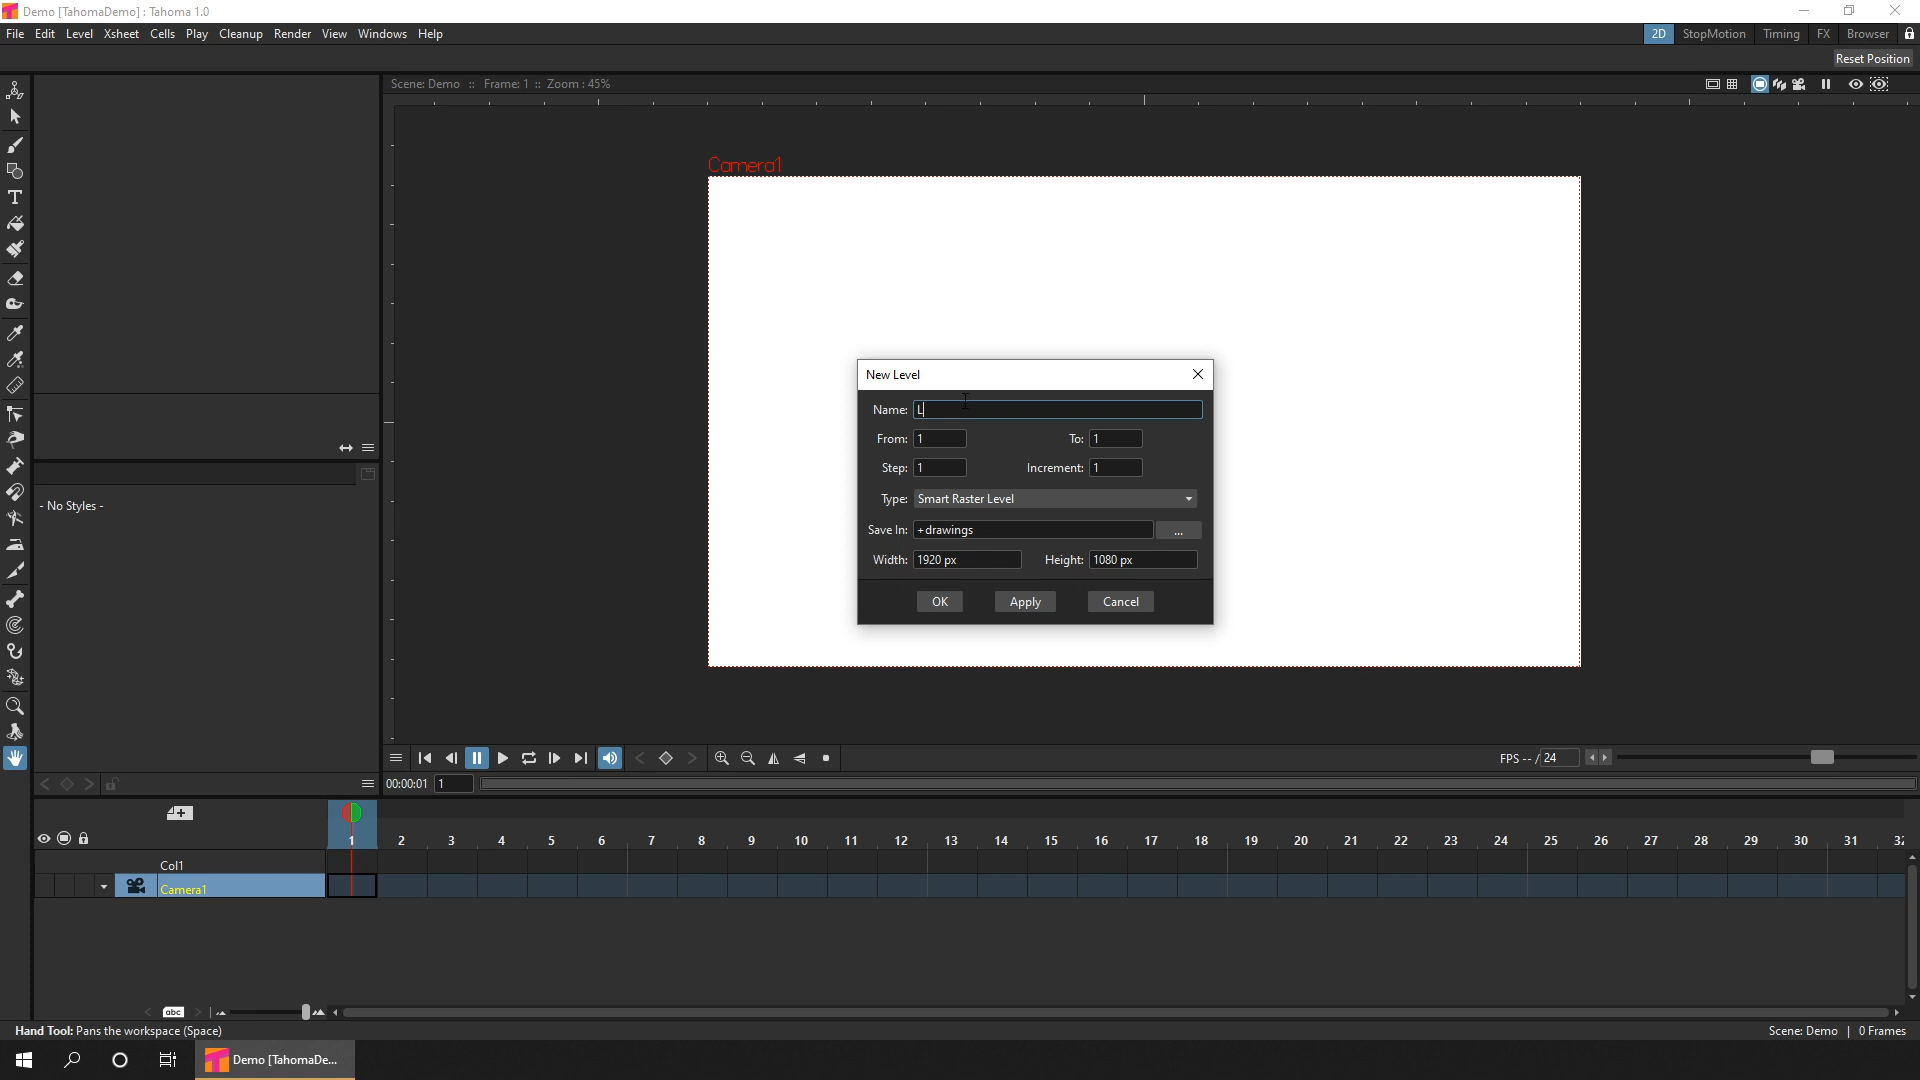 Demo [TahomaDemo] : Tahoma 1.0
File Edit Level Xsheet Cells Play Cleanup Render View Windows Help
2D StopMotion Timing FX Browser
Reset Position
Scene: Demo :: Frame: 1 :: Zoom : 45%
Camera1
New Level
Name: L
From: 1 To: 1
Step: 1 Increment: 1
Type: Smart Raster Level
Save In: +drawings ...
Width: 1920 px Height: 1080 px
OK Apply Cancel
- No Styles -
FPS -- / 24
00:00:01 1
1 2 3 4 5 6 7 8 9 10 11 12 13 14 15 16 17 18 19 20 21 22 23 24 25 26 27 28 29 30 31 32
Col1
Camera1
abc
Hand Tool: Pans the workspace (Space)
Scene: Demo | 0 Frames
Demo [TahomaDe...